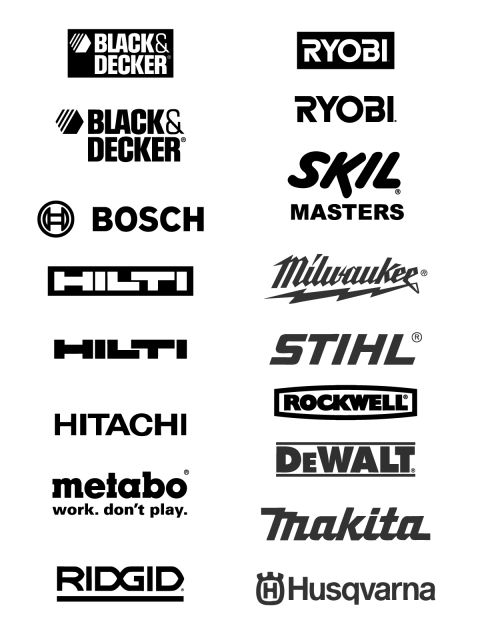 BLACK&
DECKER®
BLACK&
DECKER®
BOSCH
HILTI
HILTI
HITACHI
metabo®
work. don't play.
RIDGID
RYOBI
RYOBI
SKIL®
MASTERS
Milwaukee®
STIHL®
ROCKWELL®
DEWALT®
makita
Husqvarna